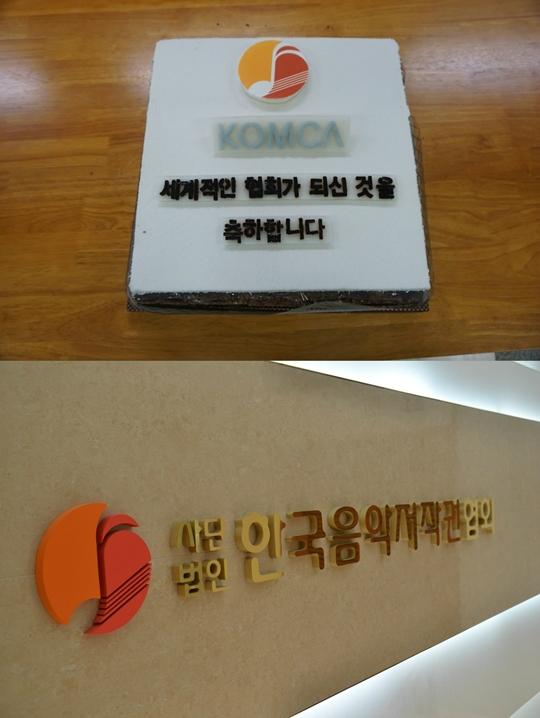 KOMCA
세계적인 협회가 되신 것을
축하합니다
사단
법인
한국음악저작권협회